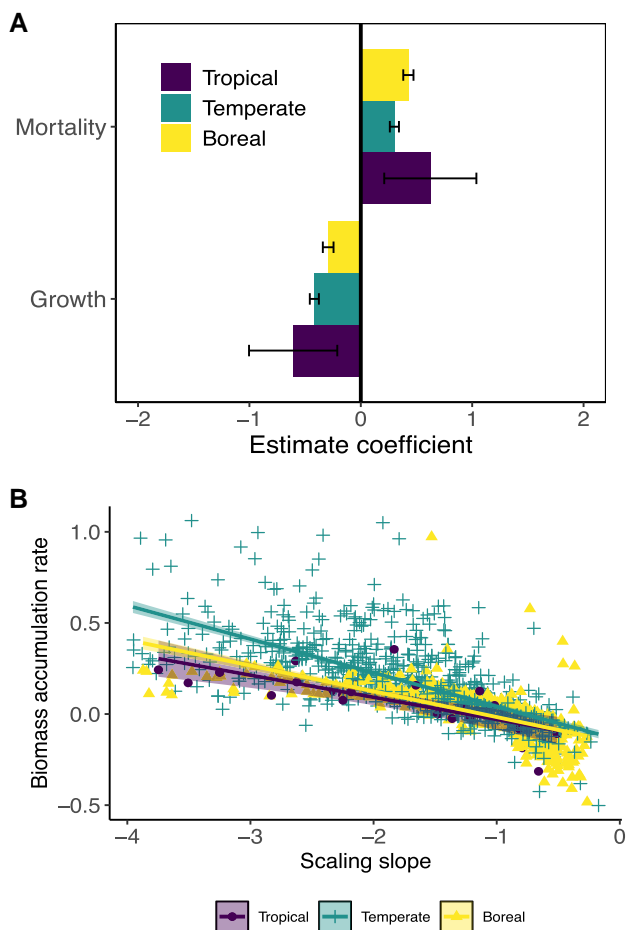 A
Tropical
Temperate
Boreal
Mortality
Growth
−2 −1 0 1 2
Estimate coefficient
B
Biomass accumulation rate
1.0
0.5
0.0
−0.5
−4 −3 −2 −1 0
Scaling slope
Tropical Temperate Boreal